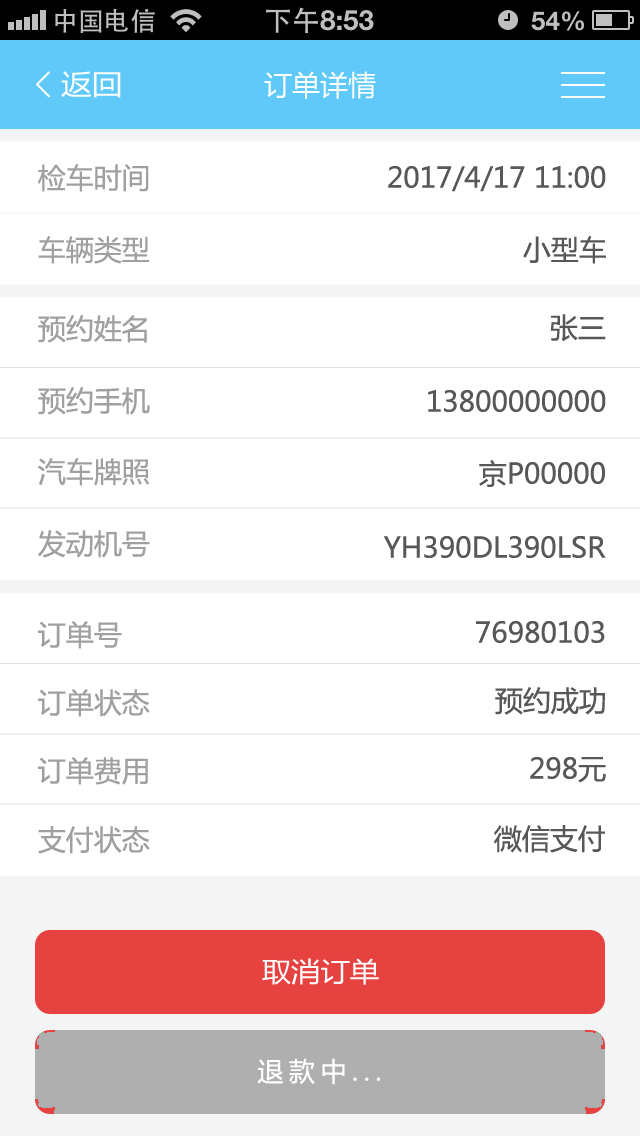 中国电信 下午8:53 54%
返回 订单详情
检车时间 2017/4/17 11:00
车辆类型 小型车
预约姓名 张三
预约手机 13800000000
汽车牌照 京P00000
发动机号 YH390DL390LSR
订单号 76980103
订单状态 预约成功
订单费用 298元
支付状态 微信支付
取消订单
退款中...